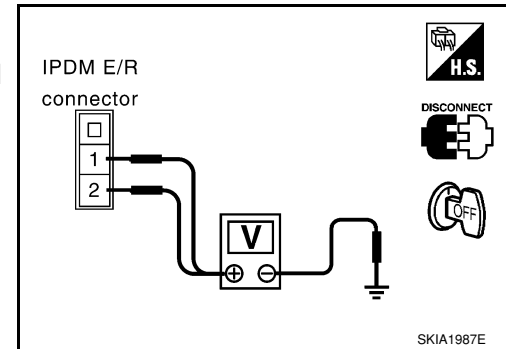 IPDM E/R
connector
1
2
V
+ −
H.S.
DISCONNECT
OFF
SKIA1987E